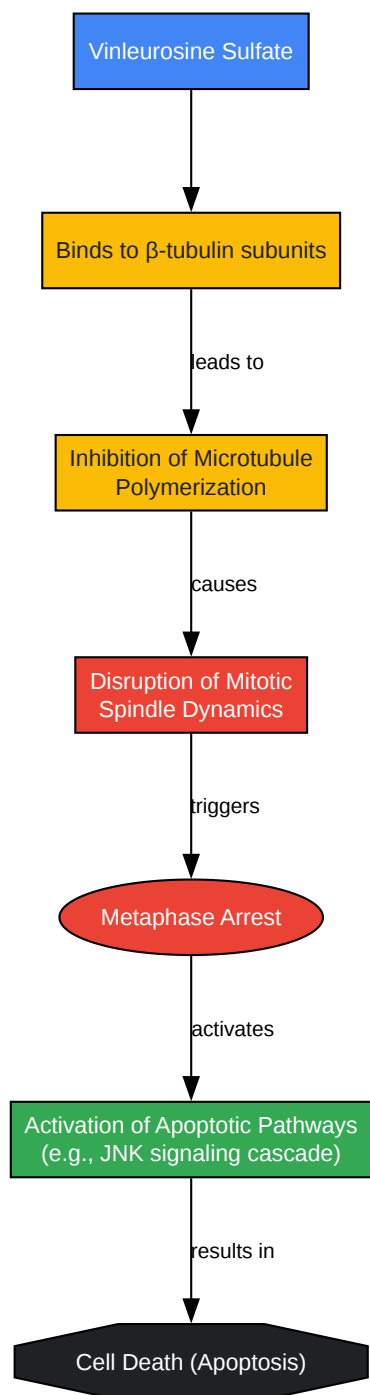 Vinleurosine Sulfate
Binds to β-tubulin subunits
leads to
Inhibition of Microtubule
Polymerization
causes
Disruption of Mitotic
Spindle Dynamics
triggers
Metaphase Arrest
activates
Activation of Apoptotic Pathways
(e.g., JNK signaling cascade)
results in
Cell Death (Apoptosis)